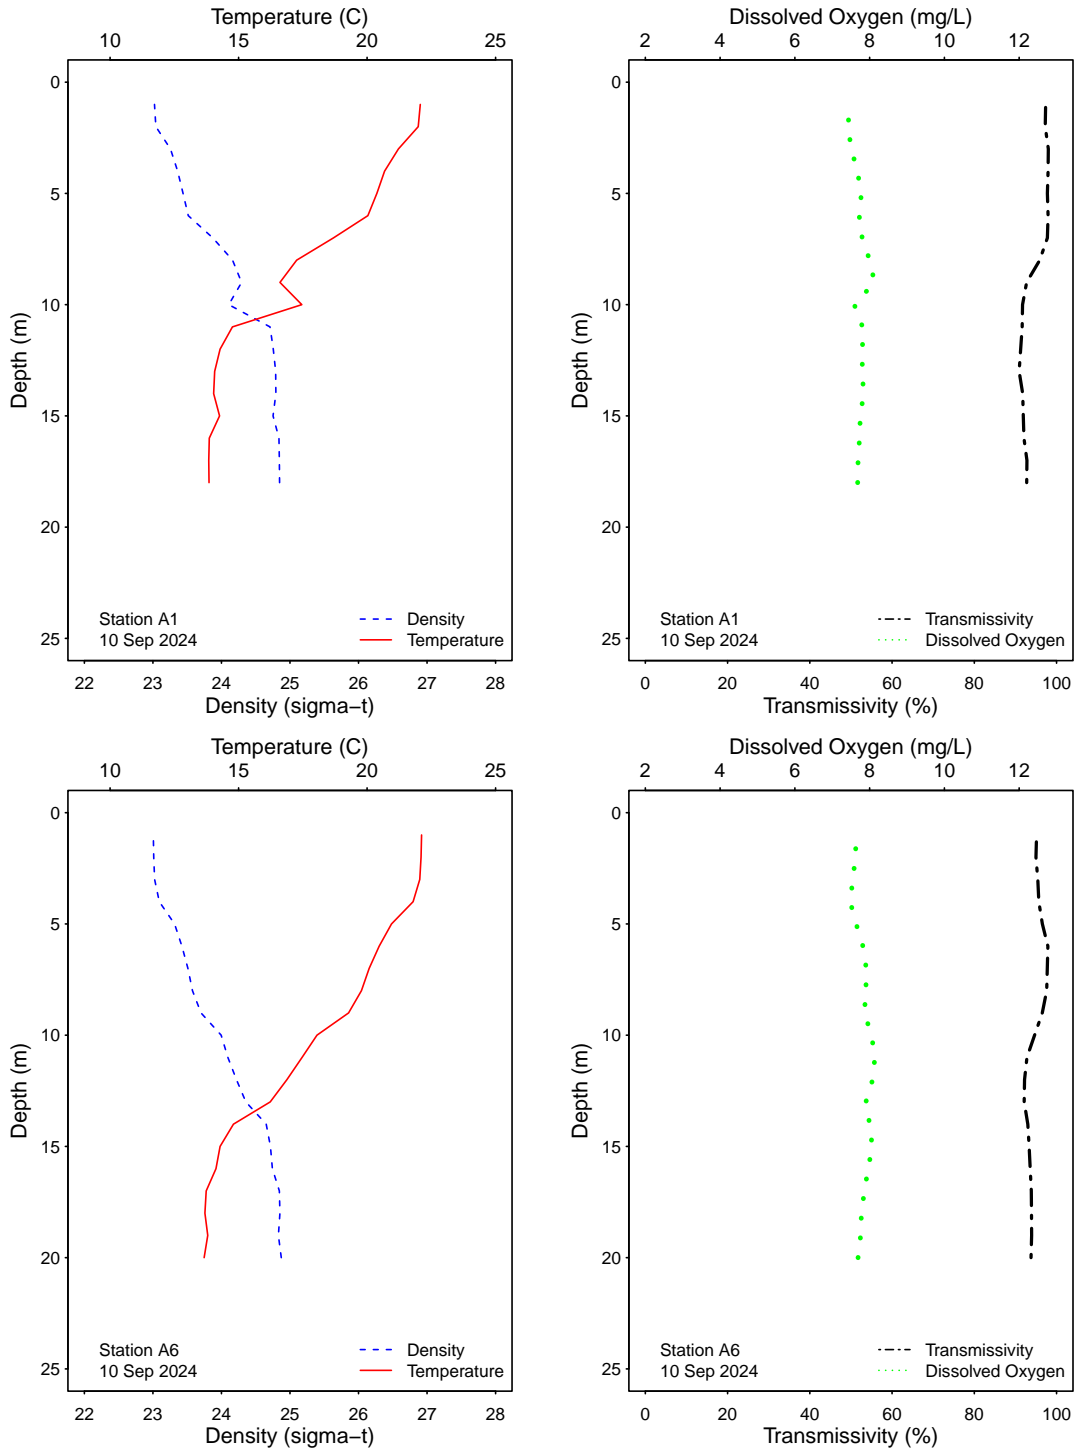 Temperature (C)
10 15 20 25
0
5
10
15
20
25
Depth (m)
Station A1
10 Sep 2024
Density
Temperature
22 23 24 25 26 27 28
Density (sigma−t)
Dissolved Oxygen (mg/L)
2 4 6 8 10 12
0
5
10
15
20
25
Depth (m)
Station A1
10 Sep 2024
Transmissivity
Dissolved Oxygen
0 20 40 60 80 100
Transmissivity (%)
Temperature (C)
10 15 20 25
0
5
10
15
20
25
Depth (m)
Station A6
10 Sep 2024
Density
Temperature
22 23 24 25 26 27 28
Density (sigma−t)
Dissolved Oxygen (mg/L)
2 4 6 8 10 12
0
5
10
15
20
25
Depth (m)
Station A6
10 Sep 2024
Transmissivity
Dissolved Oxygen
0 20 40 60 80 100
Transmissivity (%)